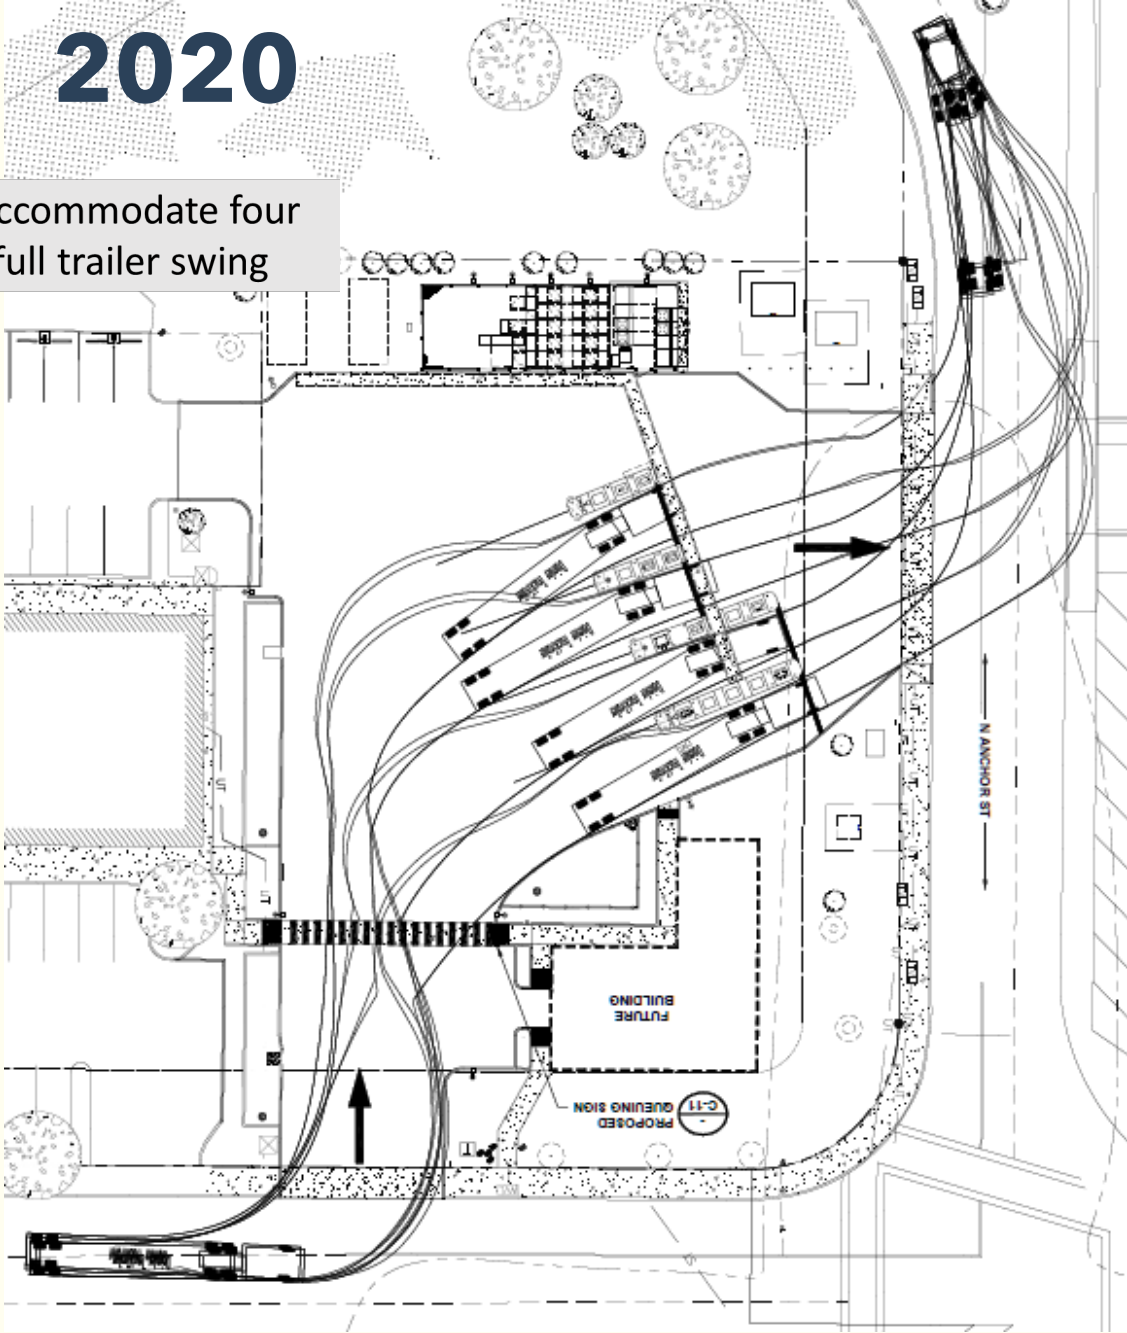 2020
ccommodate four
full trailer swing
N ANCHOR ST
FUTURE
BUILDING
PROPOSED
QUEUING SIGN
-
C-11